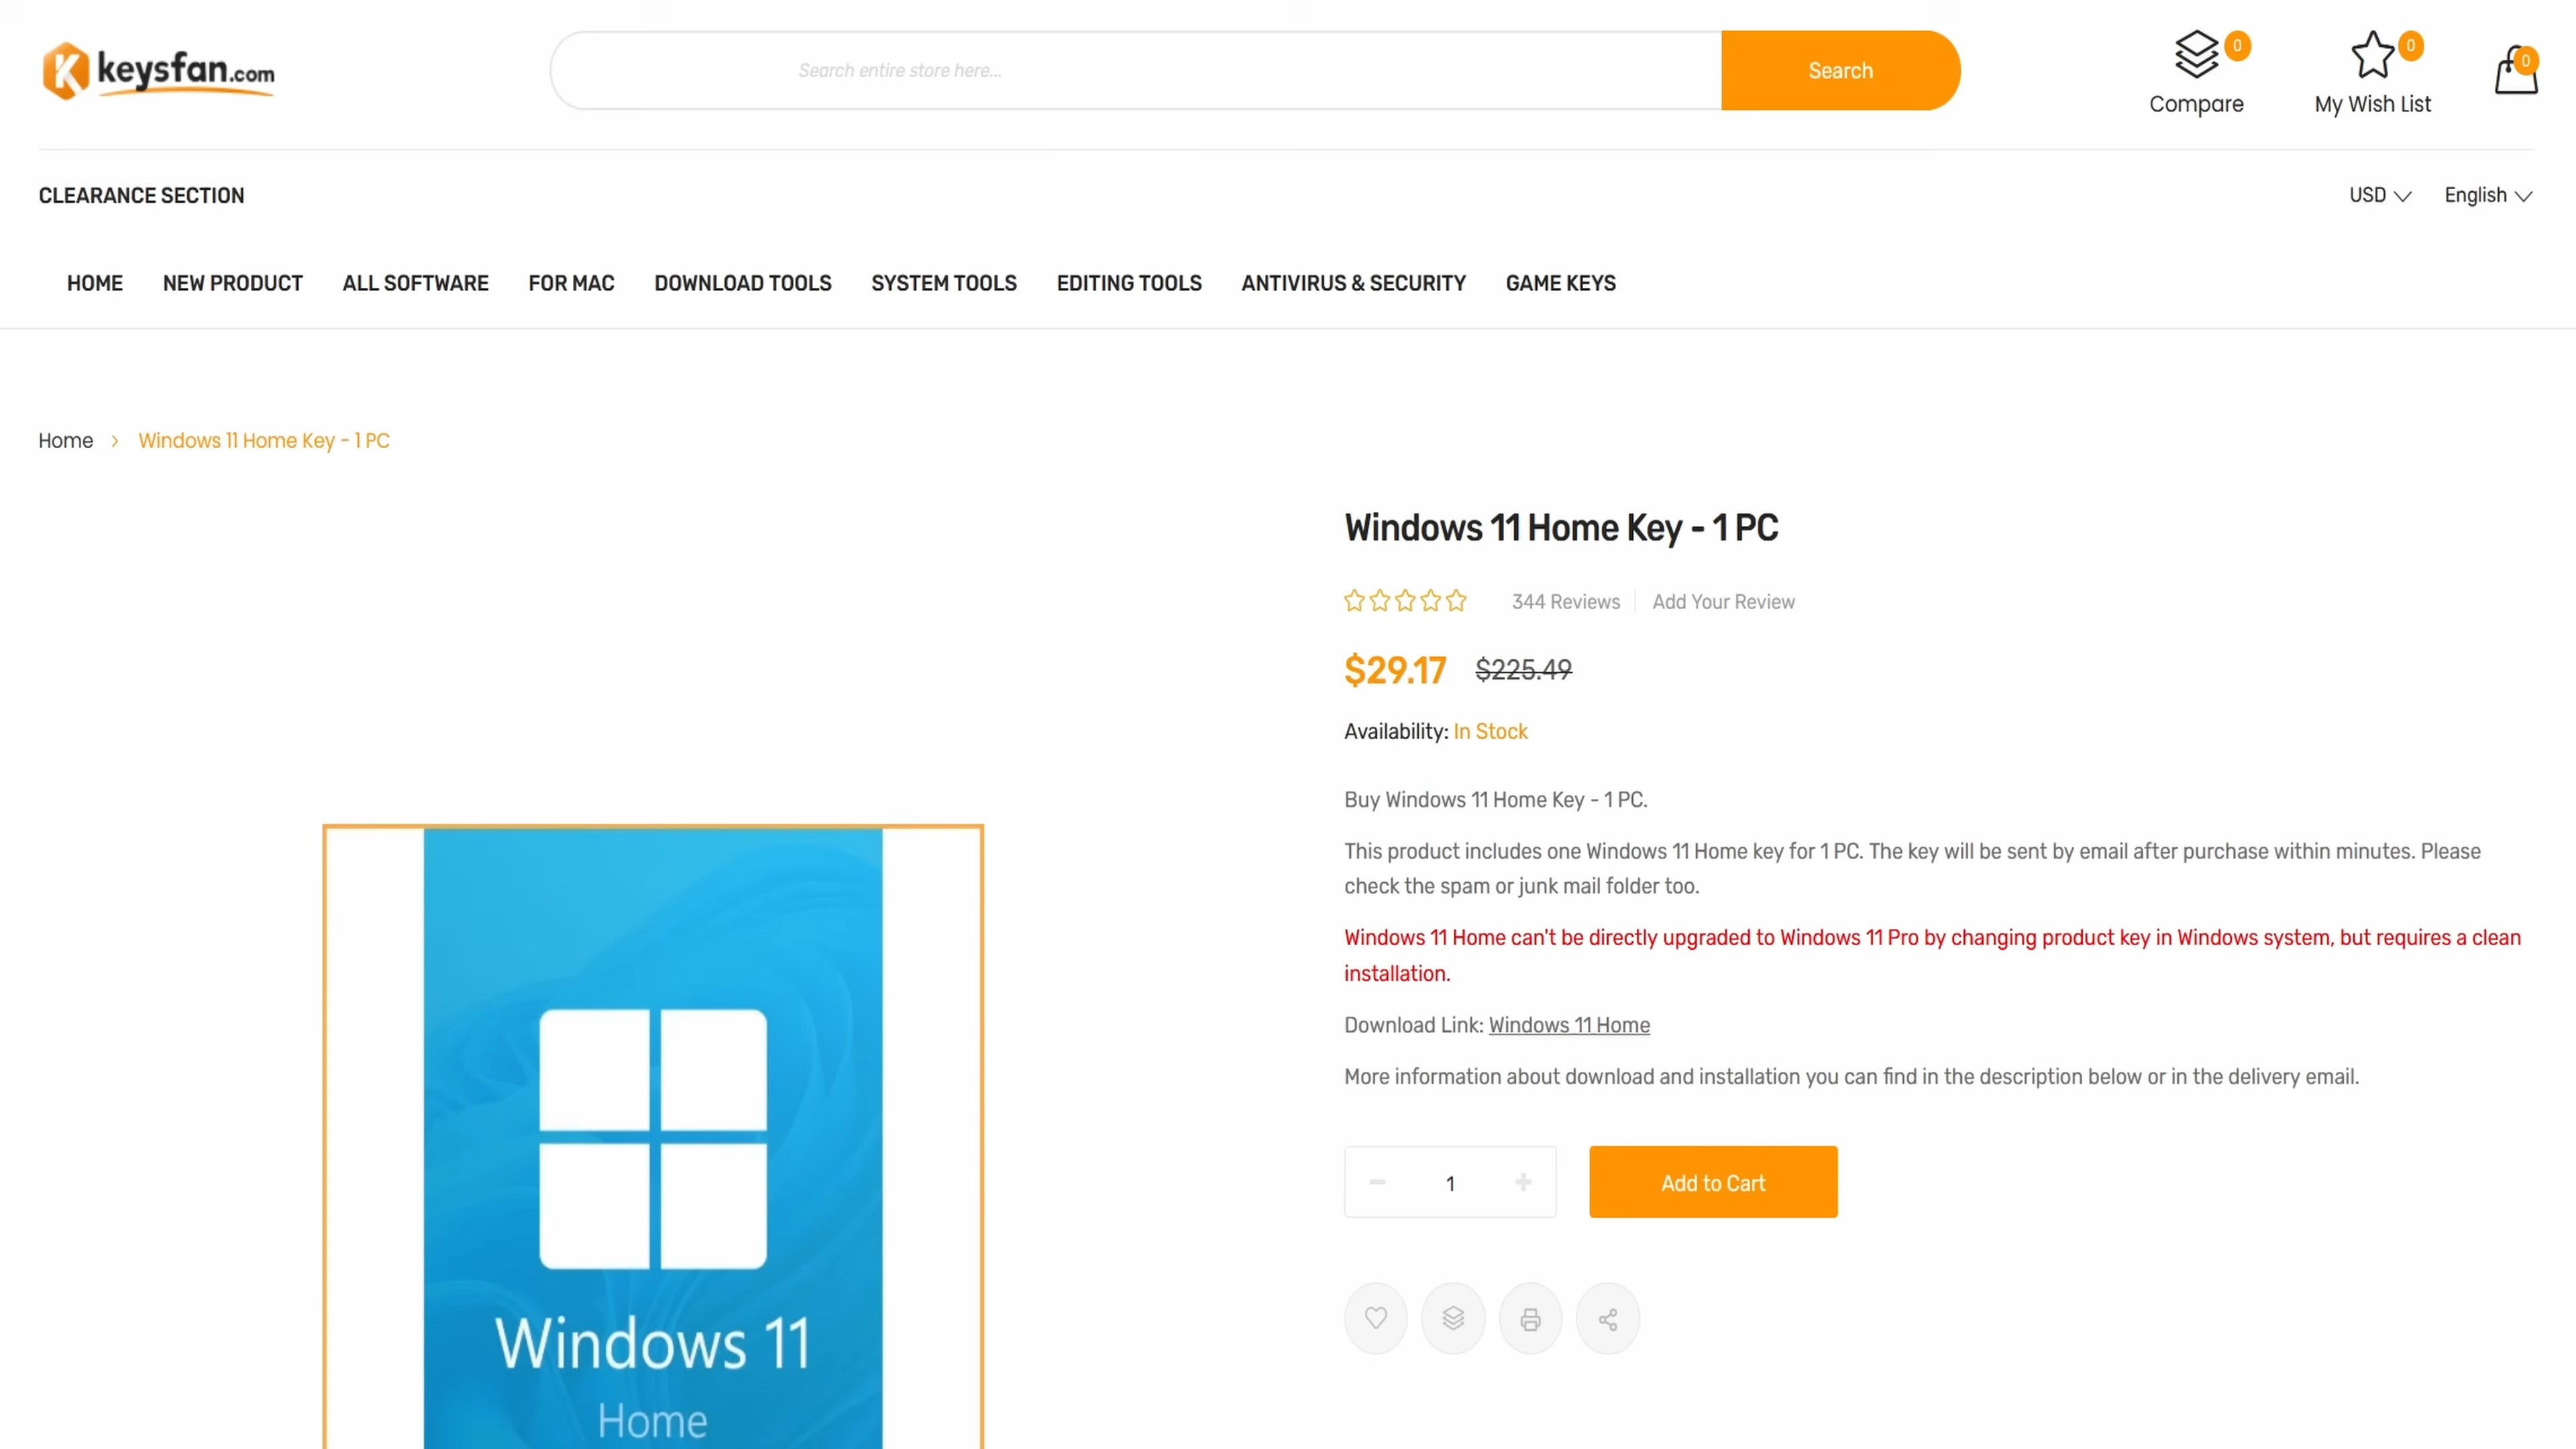 keysfan.com
Search entire store here...
Search
0
Compare
0
My Wish List
0
CLEARANCE SECTION
USD
English
HOME
NEW PRODUCT
ALL SOFTWARE
FOR MAC
DOWNLOAD TOOLS
SYSTEM TOOLS
EDITING TOOLS
ANTIVIRUS & SECURITY
GAME KEYS
Home > Windows 11 Home Key - 1 PC
Windows 11 Home Key - 1 PC
344 Reviews
Add Your Review
$29.17 $225.49
Availability: In Stock
Buy Windows 11 Home Key - 1 PC.
This product includes one Windows 11 Home key for 1 PC. The key will be sent by email after purchase within minutes. Please
check the spam or junk mail folder too.
Windows 11 Home can't be directly upgraded to Windows 11 Pro by changing product key in Windows system, but requires a clean
installation.
Download Link: Windows 11 Home
More information about download and installation you can find in the description below or in the delivery email.
- 1 +
Add to Cart
Windows 11
Home